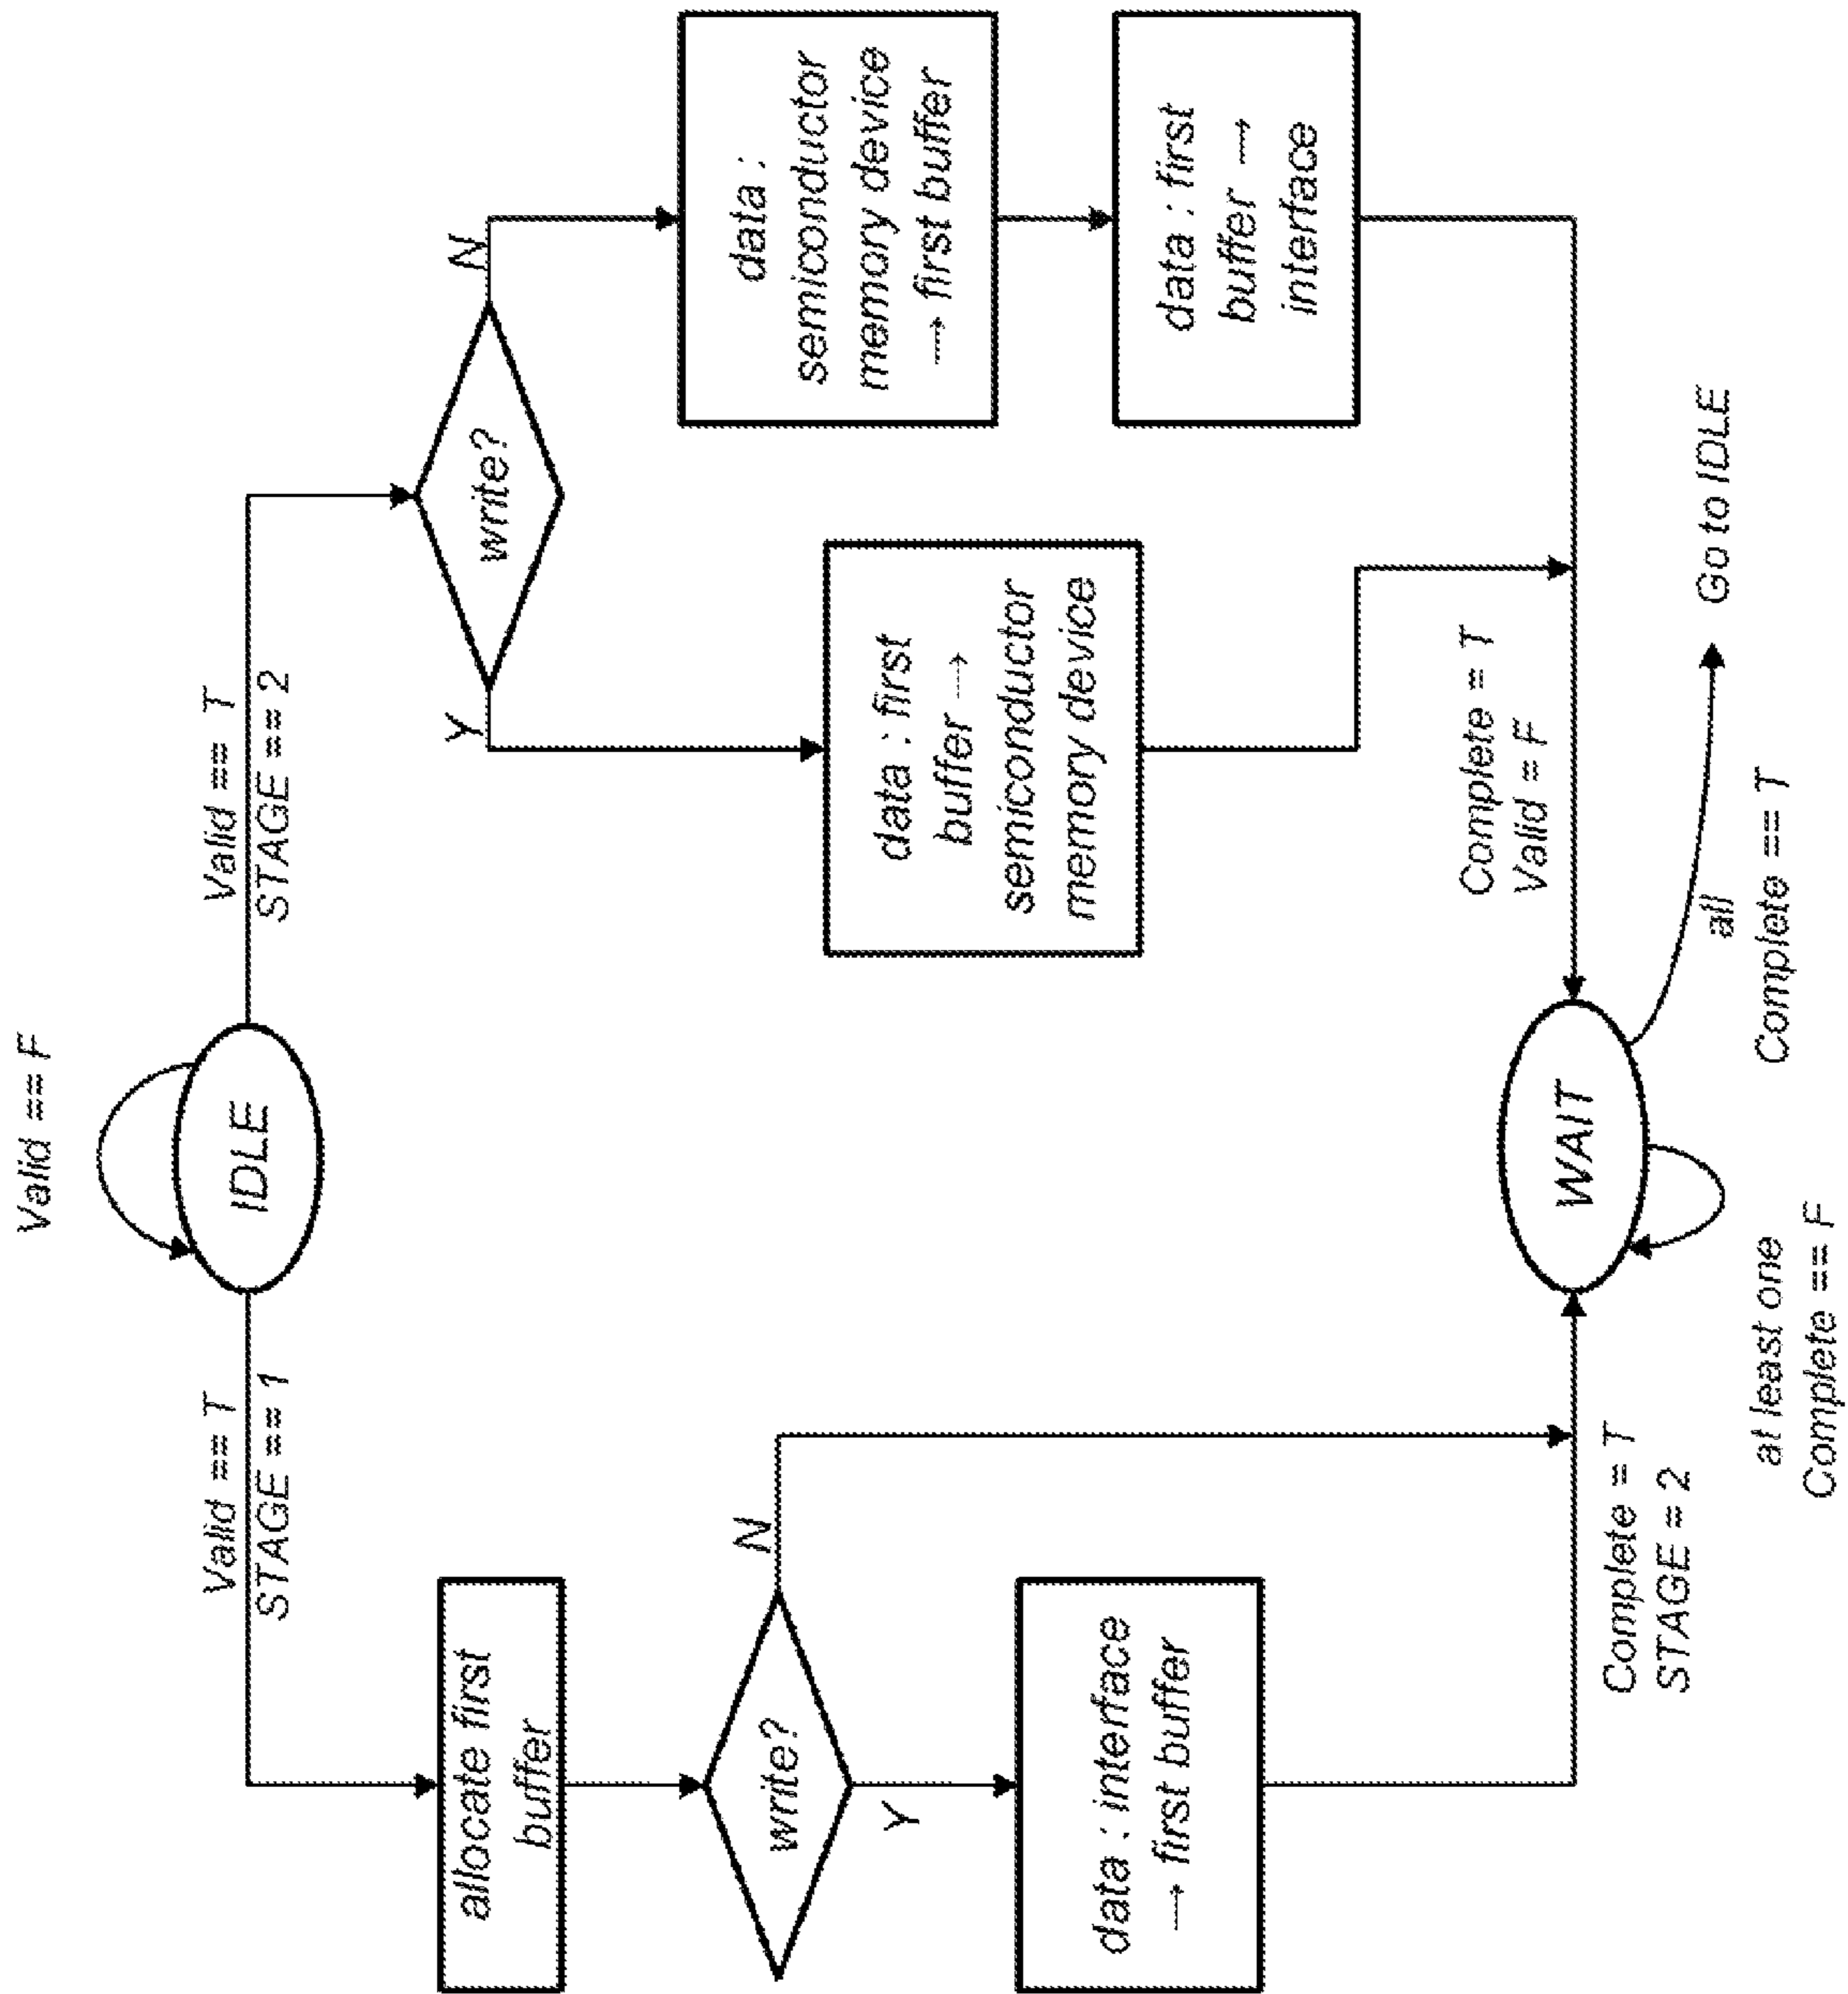 Valid == F
IDLE
Valid == T
STAGE == 1
Valid == T
STAGE == 2
allocate first
buffer
write?
N
Y
data : interface
→ first buffer
Complete = T
STAGE = 2
write?
Y
N
data : first
buffer →
semiconductor
memory device
data :
semiconductor
memory device
→ first buffer
data : first
buffer →
interface
Complete = T
Valid = F
WAIT
at least one
Complete == F
all
Complete == T
Go to IDLE